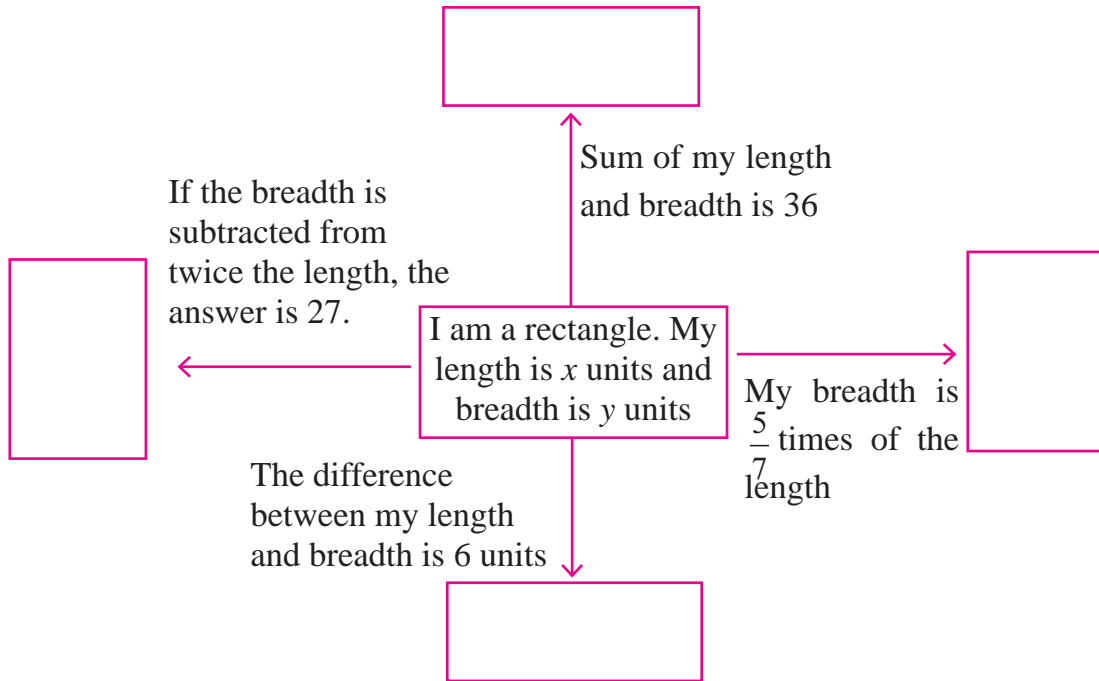 Sum of my length
and breadth is 36
If the breadth is
subtracted from
twice the length, the
answer is 27.
I am a rectangle. My
length is x units and
breadth is y units
My breadth is
5/7 times of the
length
The difference
between my length
and breadth is 6 units